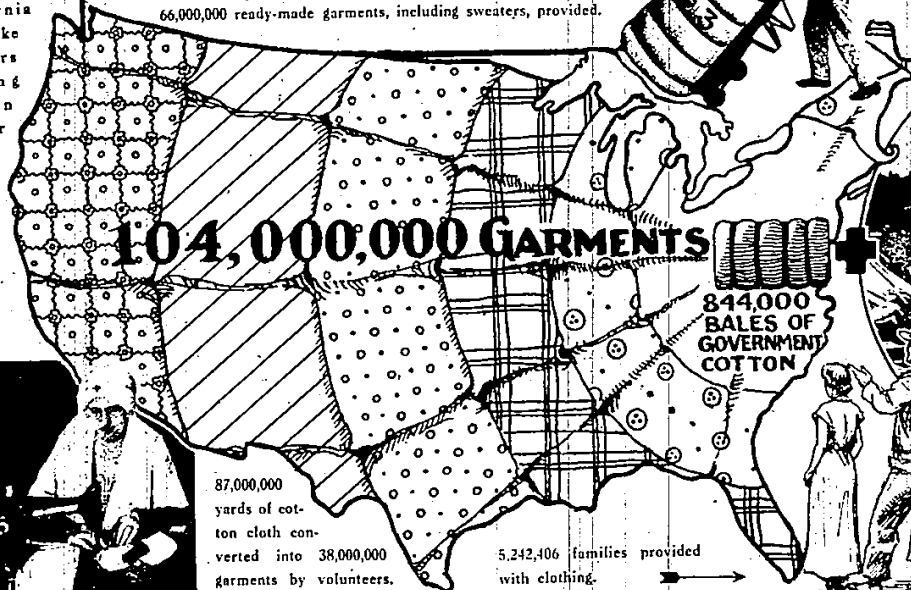 66,000,000 ready-made garments, including sweaters, provided.
104,000,000 GARMENTS
844,000
BALES OF
GOVERNMENT
COTTON
87,000,000
yards of cot-
ton cloth con-
verted into 38,000,000
garments by volunteers.
5,242,406 families provided
with clothing.
3